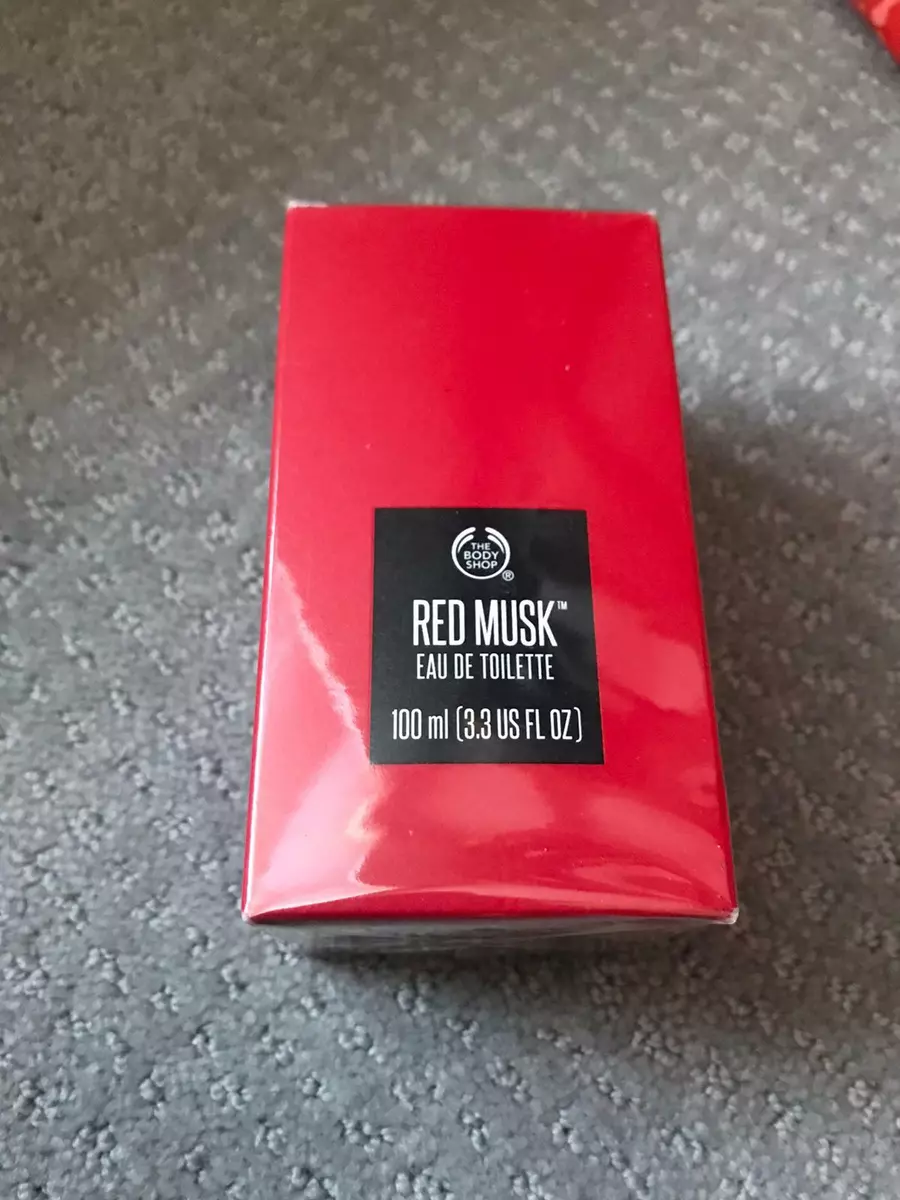 THE
BODY
SHOP
®
RED MUSK™
EAU DE TOILETTE
100 ml (3.3 US FL OZ)